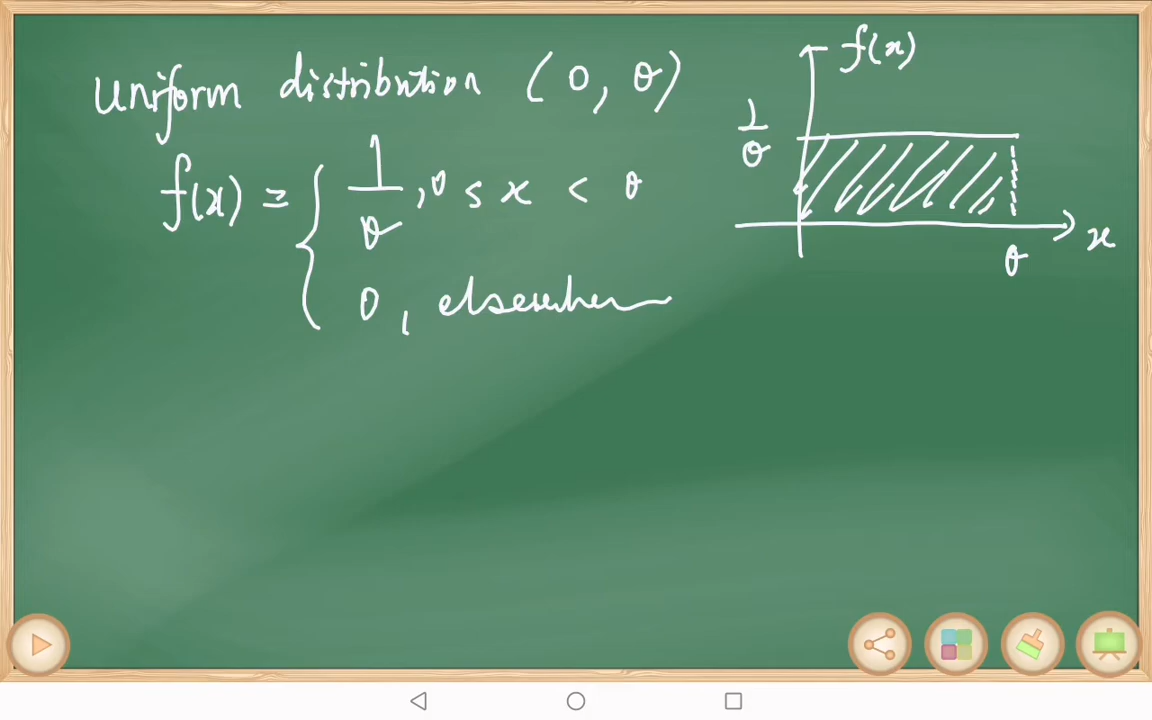 Uniform distribution (0, θ)
f(x) = { 1/θ , 0 ≤ x < θ
0, elsewhere
f(x)
1/θ
θ
x